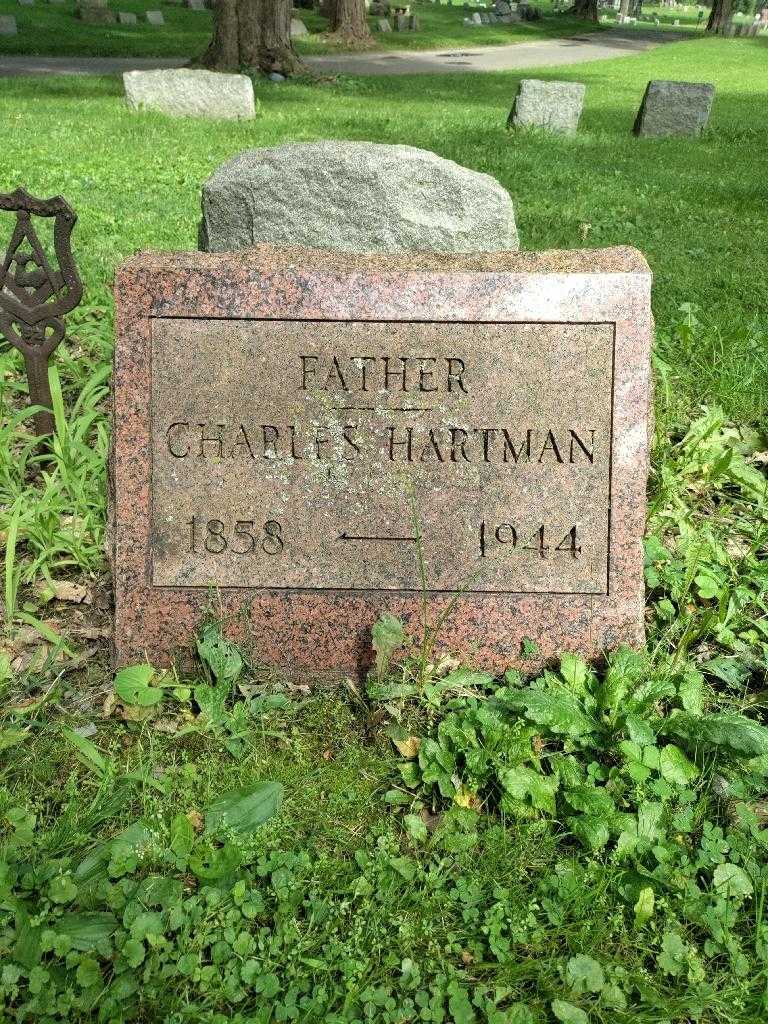 FATHER
CHARLES HARTMAN
1858 — 1944